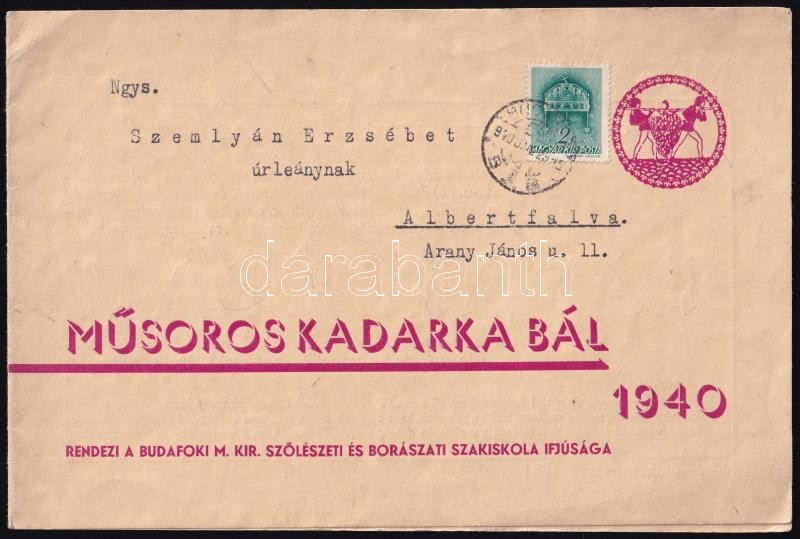 Ngys.
Szemlyán Erzsébet
úrleánynak
Albertfalva.
Arany János u. 11.
2
MAGYAR KIR. POSTA
darabanth
MŰSOROS KADARKA BÁL
1940
RENDEZI A BUDAFOKI M. KIR. SZŐLÉSZETI ÉS BORÁSZATI SZAKISKOLA IFJÚSÁGA